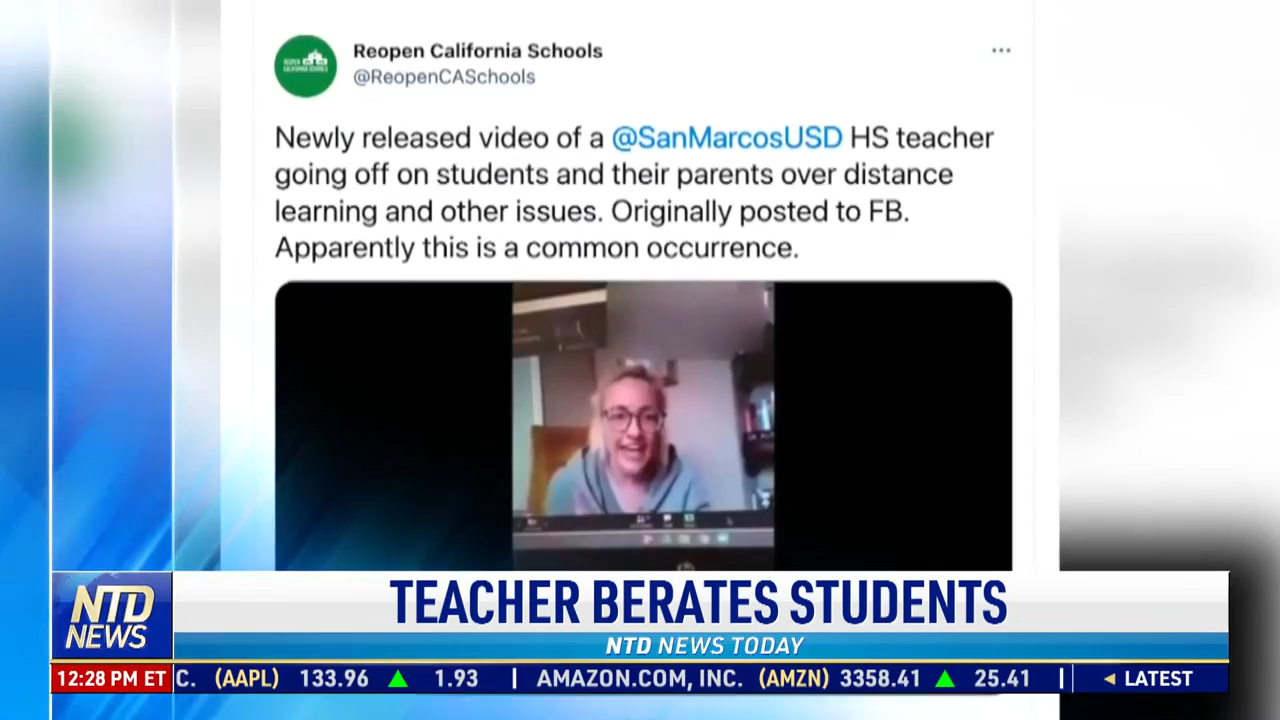 Reopen California Schools
@ReopenCASchools
REOPEN
CALIFORNIA SCHOOLS
Newly released video of a @SanMarcosUSD HS teacher
going off on students and their parents over distance
learning and other issues. Originally posted to FB.
Apparently this is a common occurrence.
TEACHER BERATES STUDENTS
NTD NEWS TODAY
NTD
NEWS
12:28 PM ET C. (AAPL) 133.96 ▲ 1.93 | AMAZON.COM, INC. (AMZN) 3358.41 ▲ 25.41 | ◄ LATEST